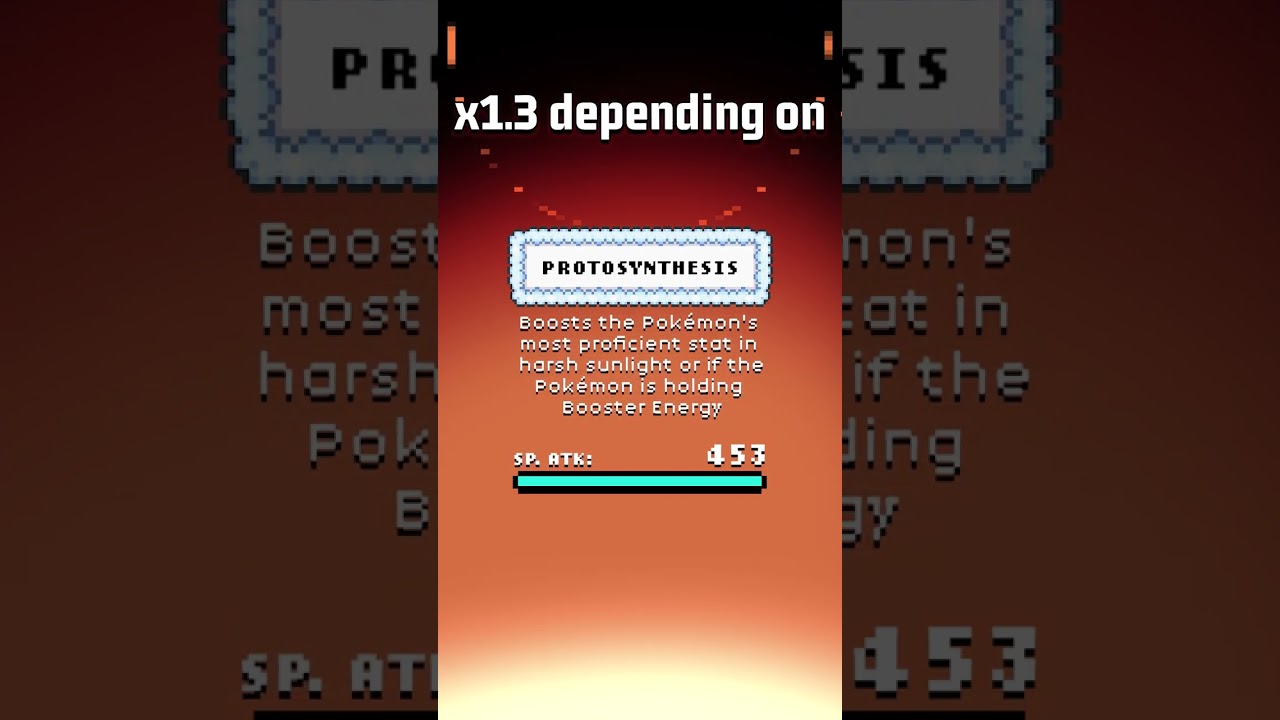 x1.3 depending on
PROTOSYNTHESIS
Boosts the Pokémon's
most proficient stat in
harsh sunlight or if the
Pokémon is holding
Booster Energy
SP. ATK: 453